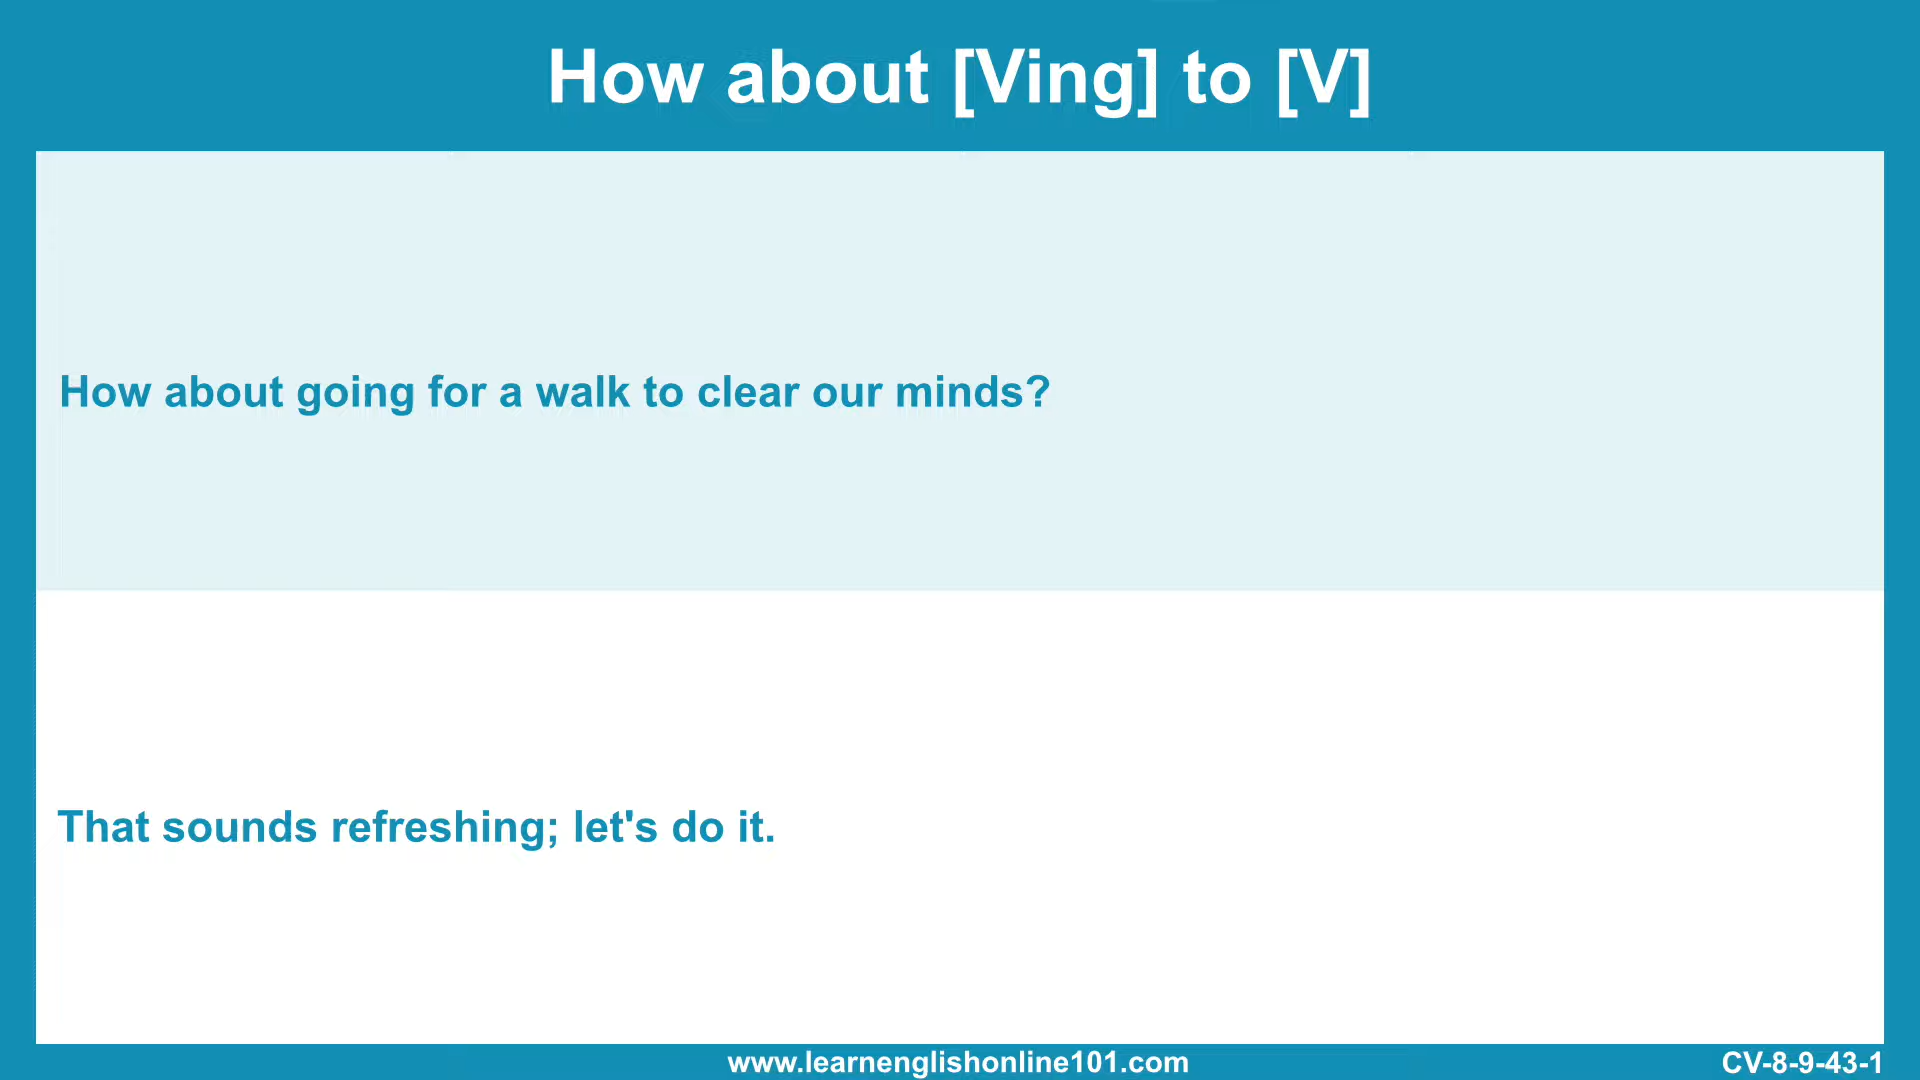 How about [Ving] to [V]
How about going for a walk to clear our minds?
That sounds refreshing; let's do it.
www.learnenglishonline101.com
CV-8-9-43-1